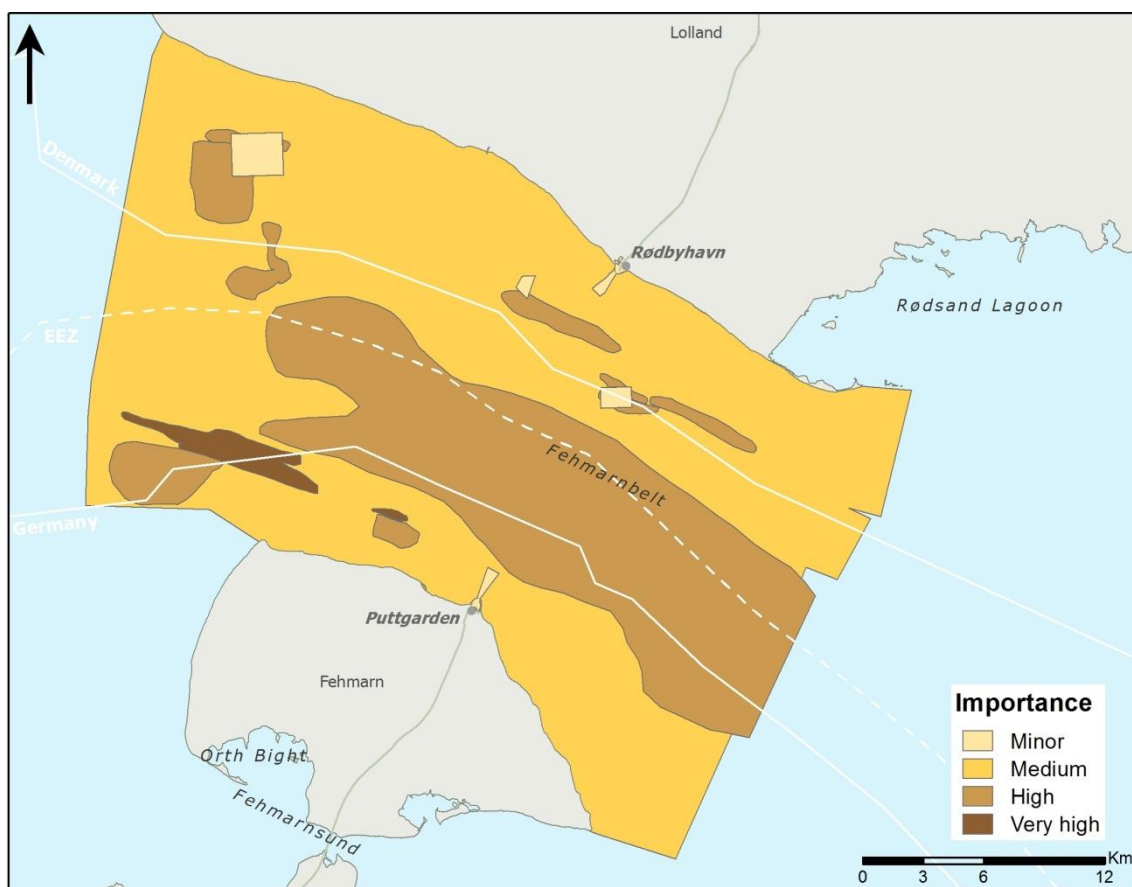 Lolland
Denmark
Rødbyhavn
Rødsand Lagoon
EEZ
Fehmarnbelt
Germany
Puttgarden
Fehmarn
Orth Bight
Fehmarnsund
Importance
Minor
Medium
High
Very high
Km
0 3 6 12